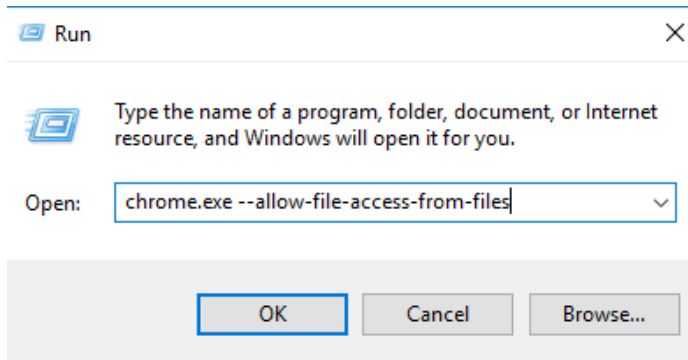 Run
Type the name of a program, folder, document, or Internet
resource, and Windows will open it for you.
Open: chrome.exe --allow-file-access-from-files
OK Cancel Browse...